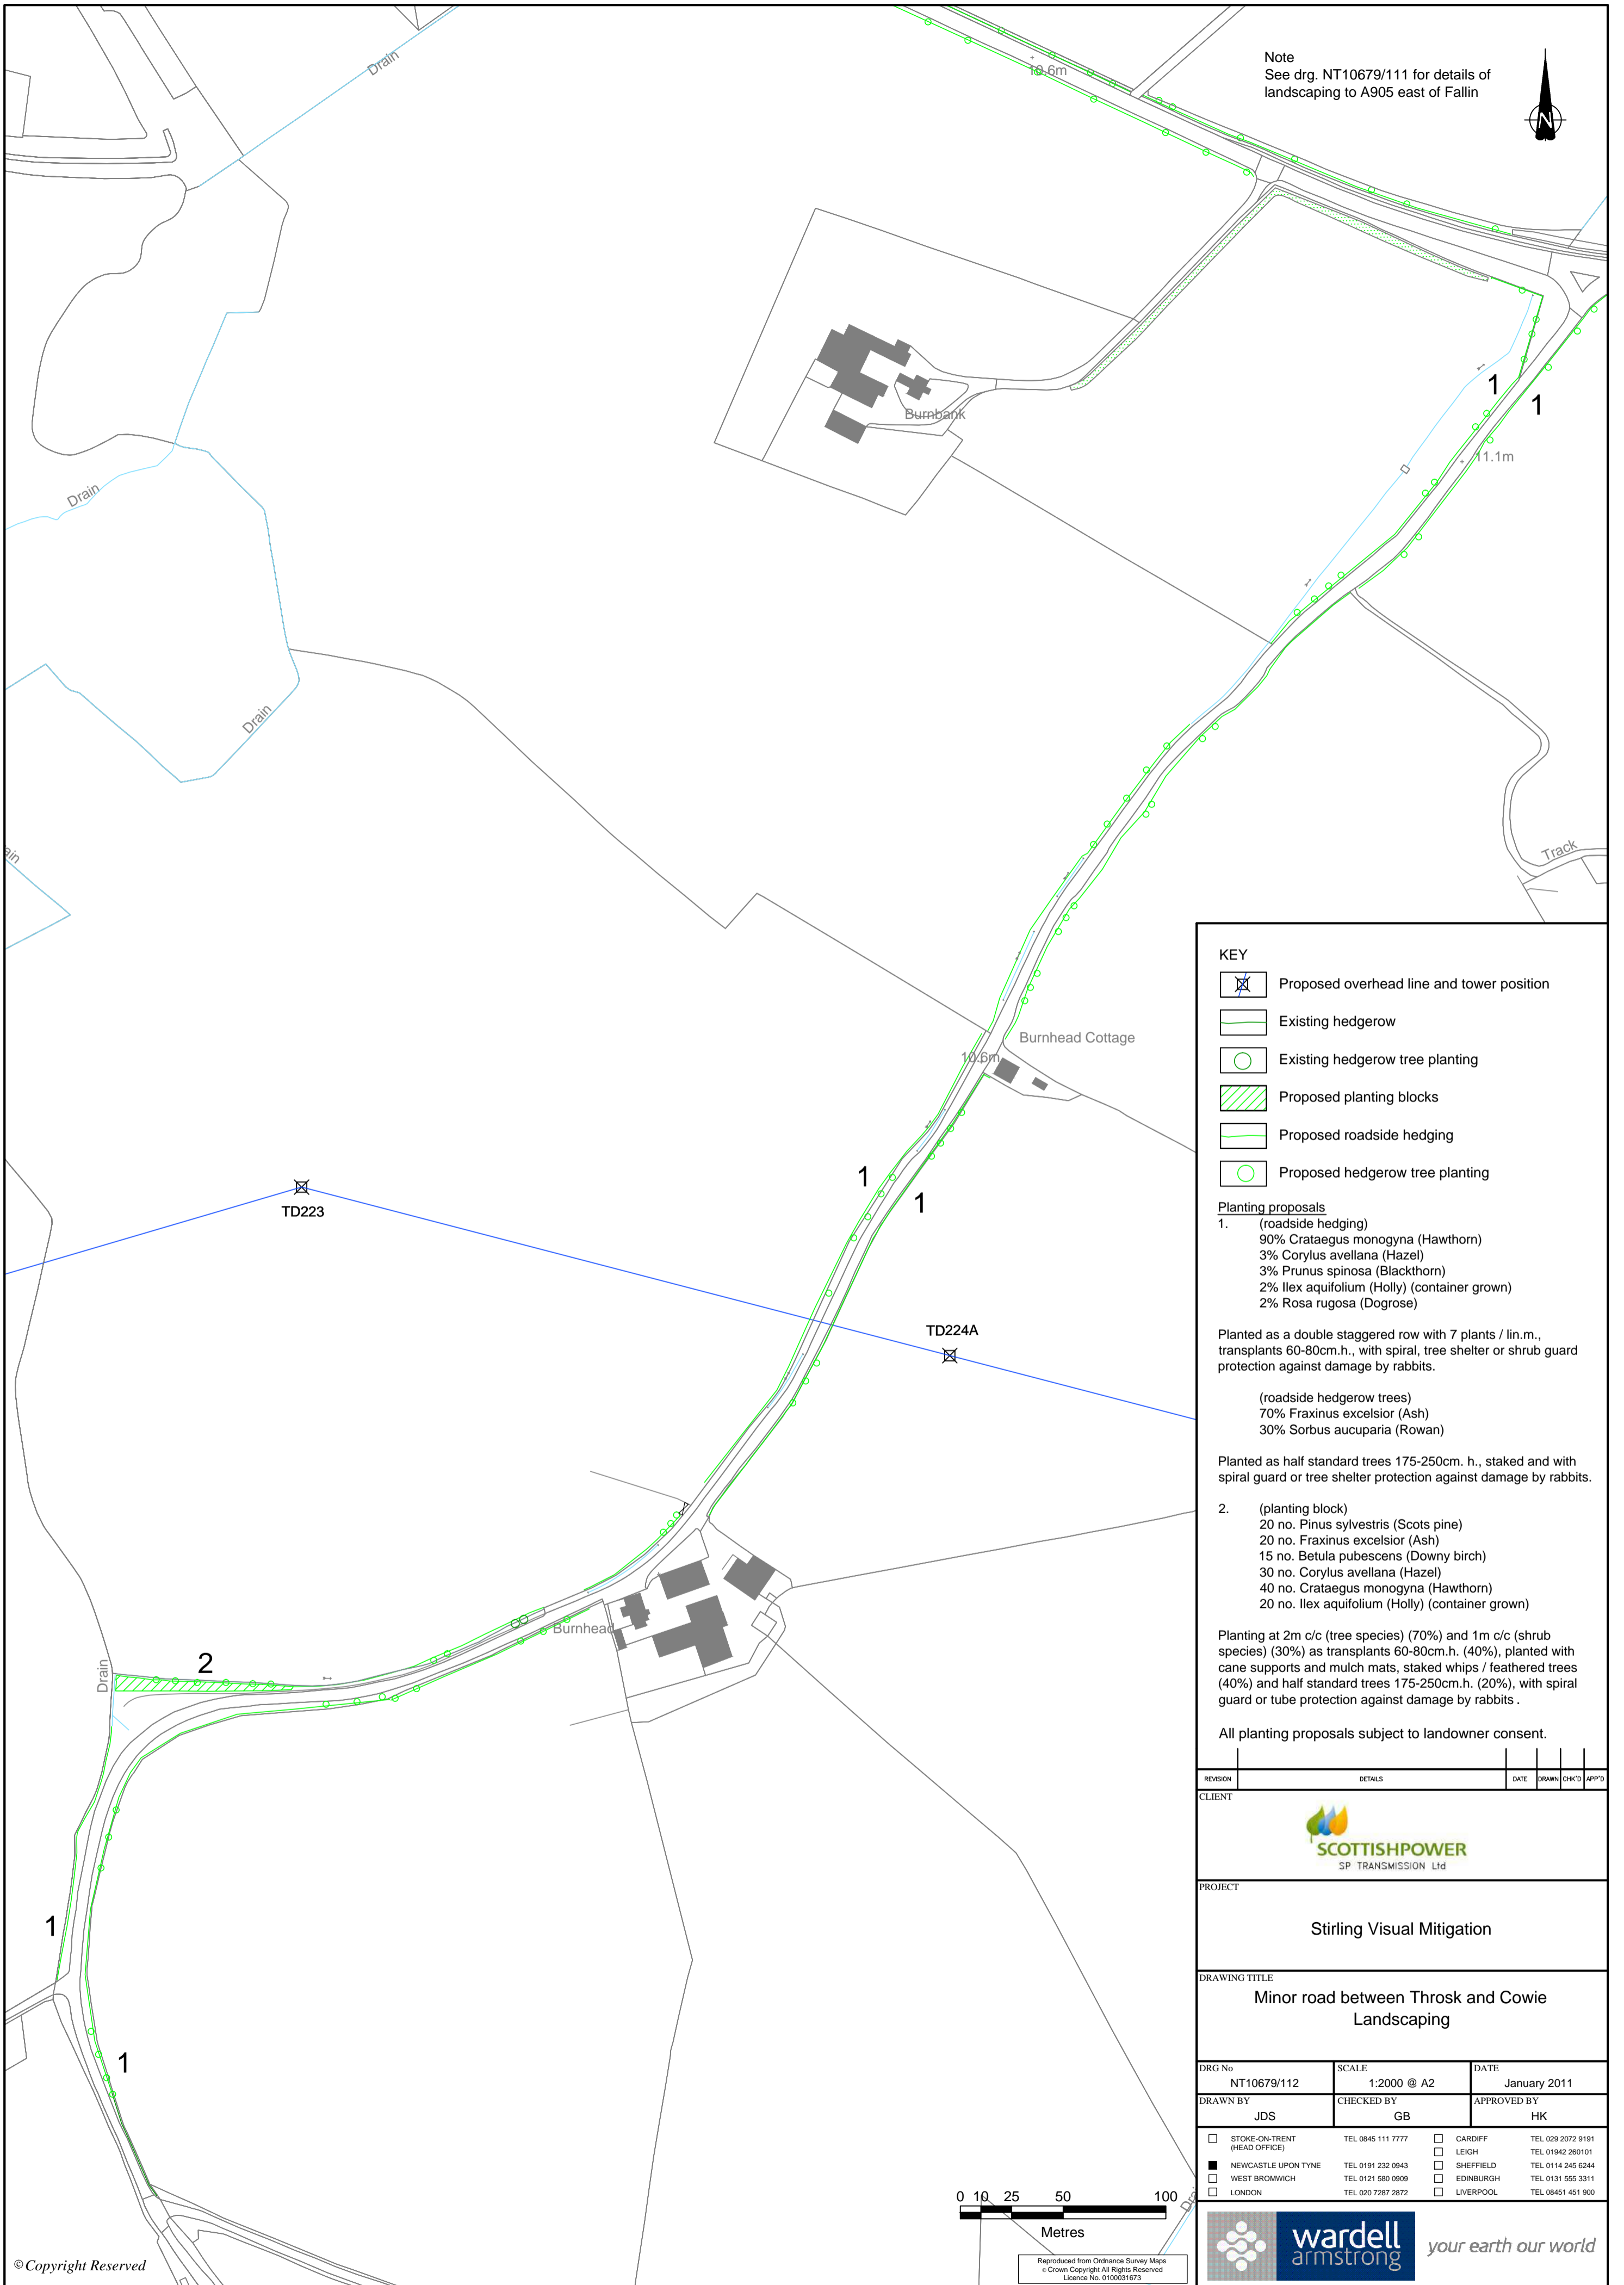 Note
See drg. NT10679/111 for details of
landscaping to A905 east of Fallin
N
Drain
10.6m
Burnbank
11.1m
Drain
Drain
ain
Track
Burnhead Cottage
10.6m
1
1
1
1
TD223
TD224A
Burnhead
2
Drain
1
1
KEY
Proposed overhead line and tower position
Existing hedgerow
Existing hedgerow tree planting
Proposed planting blocks
Proposed roadside hedging
Proposed hedgerow tree planting
Planting proposals
1. (roadside hedging)
90% Crataegus monogyna (Hawthorn)
3% Corylus avellana (Hazel)
3% Prunus spinosa (Blackthorn)
2% Ilex aquifolium (Holly) (container grown)
2% Rosa rugosa (Dogrose)
Planted as a double staggered row with 7 plants / lin.m.,
transplants 60-80cm.h., with spiral, tree shelter or shrub guard
protection against damage by rabbits.
(roadside hedgerow trees)
70% Fraxinus excelsior (Ash)
30% Sorbus aucuparia (Rowan)
Planted as half standard trees 175-250cm. h., staked and with
spiral guard or tree shelter protection against damage by rabbits.
2. (planting block)
20 no. Pinus sylvestris (Scots pine)
20 no. Fraxinus excelsior (Ash)
15 no. Betula pubescens (Downy birch)
30 no. Corylus avellana (Hazel)
40 no. Crataegus monogyna (Hawthorn)
20 no. Ilex aquifolium (Holly) (container grown)
Planting at 2m c/c (tree species) (70%) and 1m c/c (shrub
species) (30%) as transplants 60-80cm.h. (40%), planted with
cane supports and mulch mats, staked whips / feathered trees
(40%) and half standard trees 175-250cm.h. (20%), with spiral
guard or tube protection against damage by rabbits .
All planting proposals subject to landowner consent.
REVISION DETAILS DATE DRAWN CHK'D APP'D
CLIENT
SCOTTISHPOWER
SP TRANSMISSION Ltd
PROJECT
Stirling Visual Mitigation
DRAWING TITLE
Minor road between Throsk and Cowie
Landscaping
DRG No SCALE DATE
NT10679/112 1:2000 @ A2 January 2011
DRAWN BY CHECKED BY APPROVED BY
JDS GB HK
STOKE-ON-TRENT TEL 0845 111 7777 CARDIFF TEL 029 2072 9191
(HEAD OFFICE) LEIGH TEL 01942 260101
NEWCASTLE UPON TYNE TEL 0191 232 0943 SHEFFIELD TEL 0114 245 6244
WEST BROMWICH TEL 0121 580 0909 EDINBURGH TEL 0131 555 3311
LONDON TEL 020 7287 2872 LIVERPOOL TEL 08451 451 900
wardell
armstrong
your earth our world
0 10 25 50 100
Metres
Drai
Reproduced from Ordnance Survey Maps
© Crown Copyright All Rights Reserved
Licence No. 0100031673
© Copyright Reserved